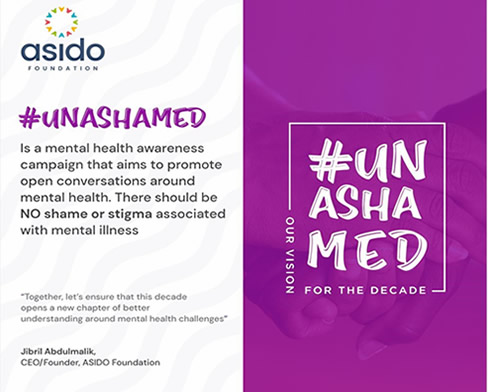 asido
FOUNDATION
#UNASHAMED
Is a mental health awareness
campaign that aims to promote
open conversations around
mental health. There should be
NO shame or stigma associated
with mental illness
"Together, let's ensure that this decade
opens a new chapter of better
understanding around mental health challenges"
Jibril Abdulmalik,
CEO/Founder, ASIDO Foundation
#UN
ASHA
MED
OUR VISION
FOR THE DECADE